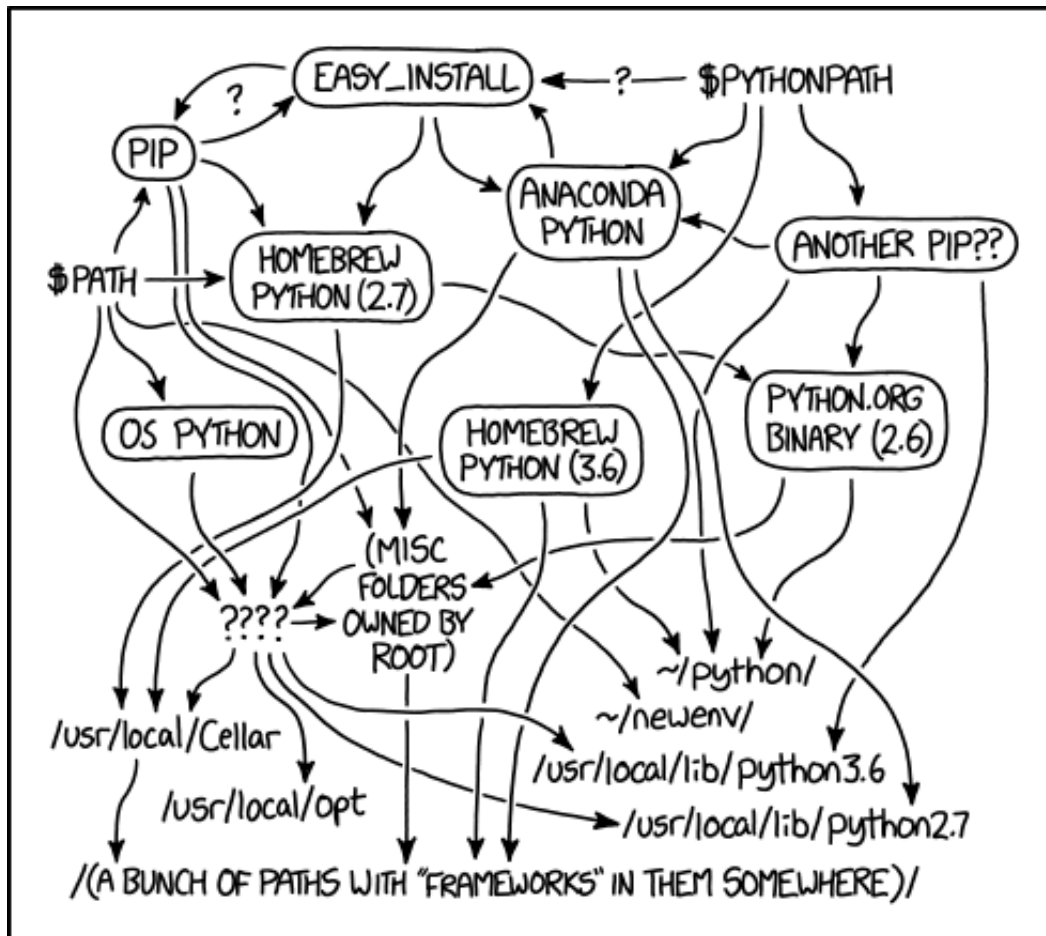 EASY_INSTALL
?
$PYTHONPATH
?
PIP
ANACONDA
PYTHON
ANOTHER PIP??
HOMEBREW
PYTHON (2.7)
$PATH
OS PYTHON
HOMEBREW
PYTHON (3.6)
PYTHON.ORG
BINARY (2.6)
(MISC
FOLDERS
OWNED BY
ROOT)
????
~/python/
~/newenv/
/usr/local/Cellar
/usr/local/lib/python3.6
/usr/local/opt
/usr/local/lib/python2.7
/(A BUNCH OF PATHS WITH "FRAMEWORKS" IN THEM SOMEWHERE)/